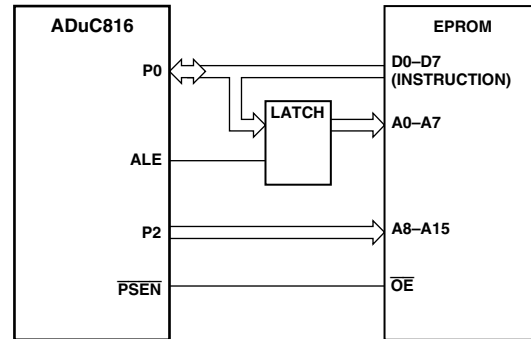 ADuC816
EPROM
P0
D0–D7
(INSTRUCTION)
LATCH
A0–A7
ALE
P2
A8–A15
PSEN
OE